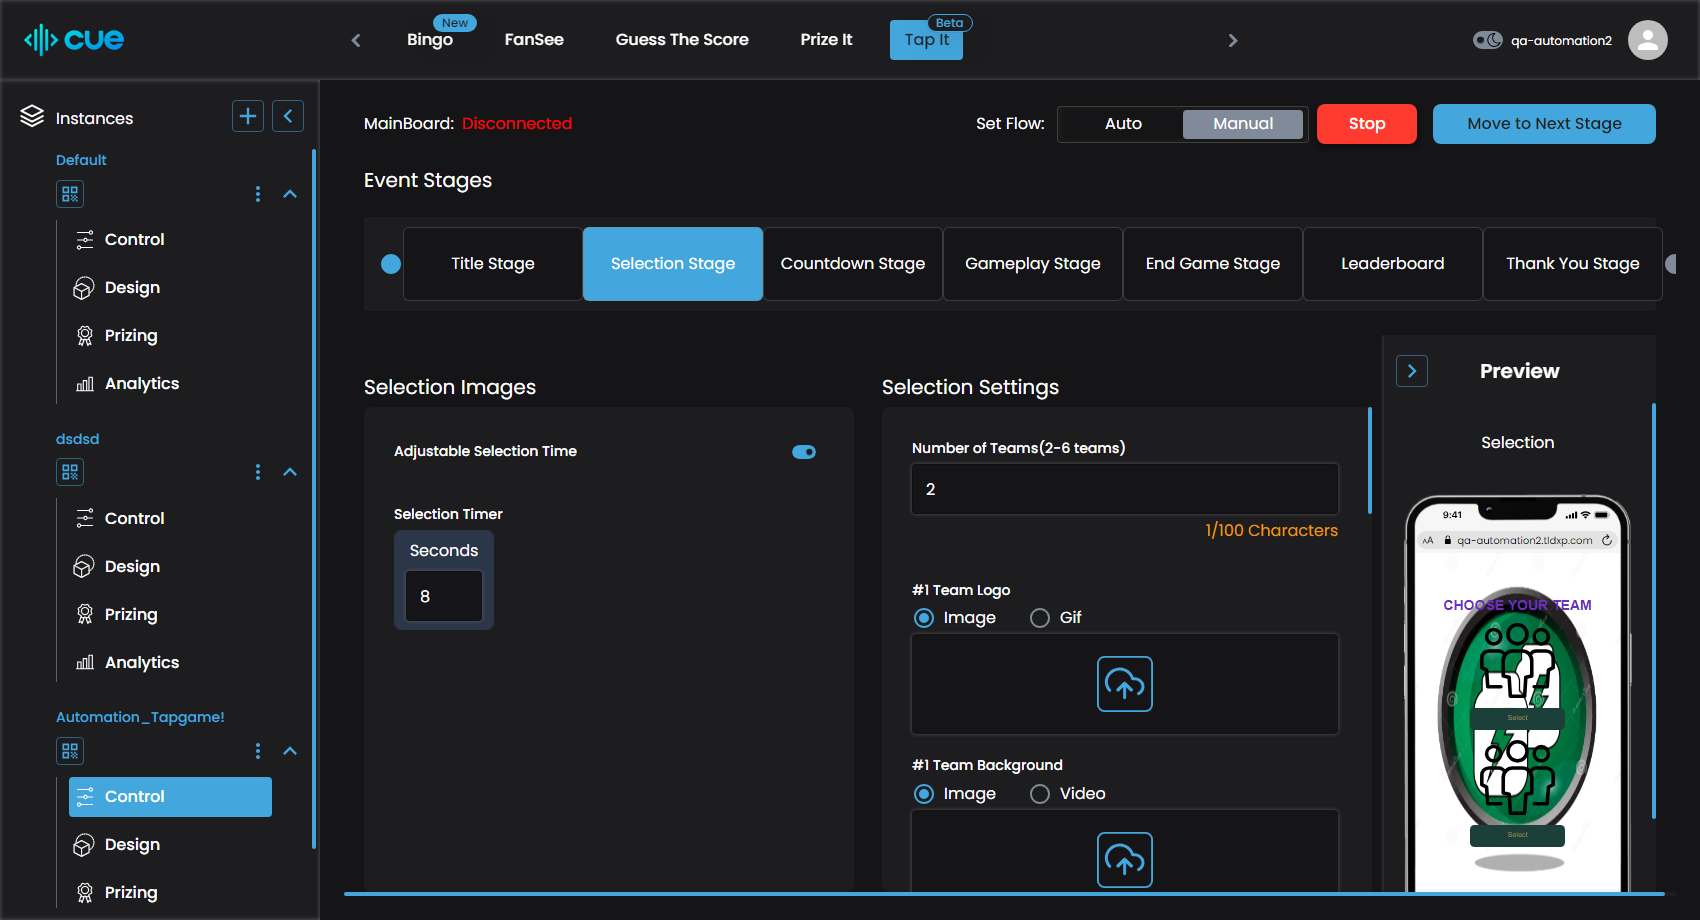 cue
New
Bingo
FanSee
Guess The Score
Prize It
Beta
Tap It
qa-automation2
Instances
Default
Control
Design
Prizing
Analytics
dsdsd
Control
Design
Prizing
Analytics
Automation_Tapgame!
Control
Design
Prizing
MainBoard: Disconnected
Set Flow:
Auto
Manual
Stop
Move to Next Stage
Event Stages
Title Stage
Selection Stage
Countdown Stage
Gameplay Stage
End Game Stage
Leaderboard
Thank You Stage
Selection Images
Adjustable Selection Time
Selection Timer
Seconds
8
Selection Settings
Number of Teams(2-6 teams)
2
1/100 Characters
#1 Team Logo
Image
Gif
#1 Team Background
Image
Video
Preview
Selection
9:41
AA
qa-automation2.tldxp.com
CHOOSE YOUR TEAM
Select
Select